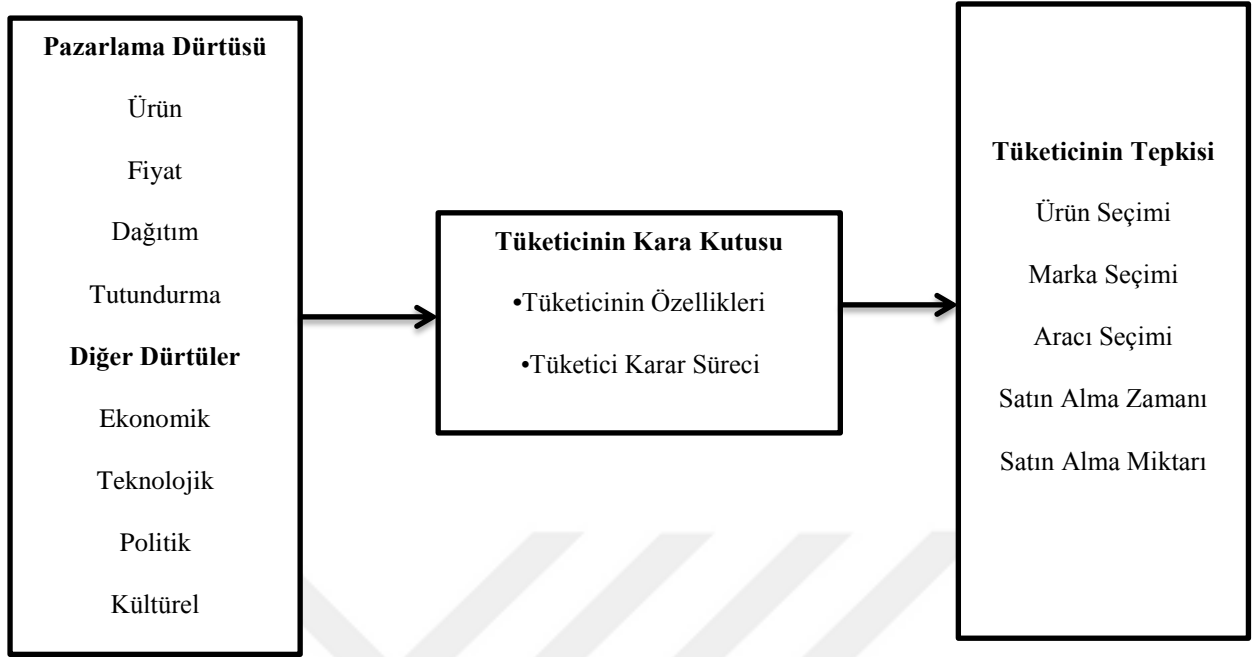 Pazarlama Dürtüsü
Ürün
Fiyat
Dağıtım
Tutundurma
Diğer Dürtüler
Ekonomik
Teknolojik
Politik
Kültürel
Tüketicinin Kara Kutusu
•Tüketicinin Özellikleri
•Tüketici Karar Süreci
Tüketicinin Tepkisi
Ürün Seçimi
Marka Seçimi
Aracı Seçimi
Satın Alma Zamanı
Satın Alma Miktarı